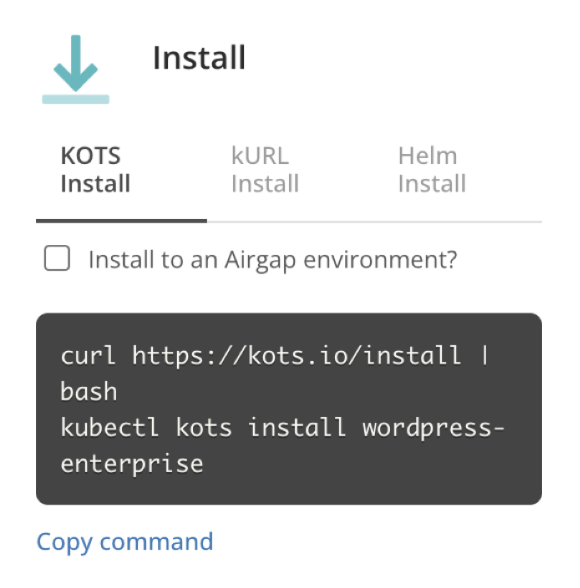 Install
KOTS
Install
kURL
Install
Helm
Install
Install to an Airgap environment?
curl https://kots.io/install |
bash
kubectl kots install wordpress-
enterprise
Copy command